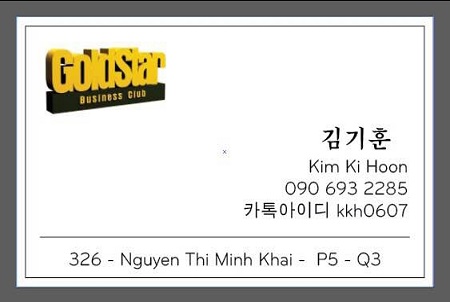 GoldStar
Business Club
김기훈
Kim Ki Hoon
090 693 2285
카톡아이디 kkh0607
326 - Nguyen Thi Minh Khai - P5 - Q3